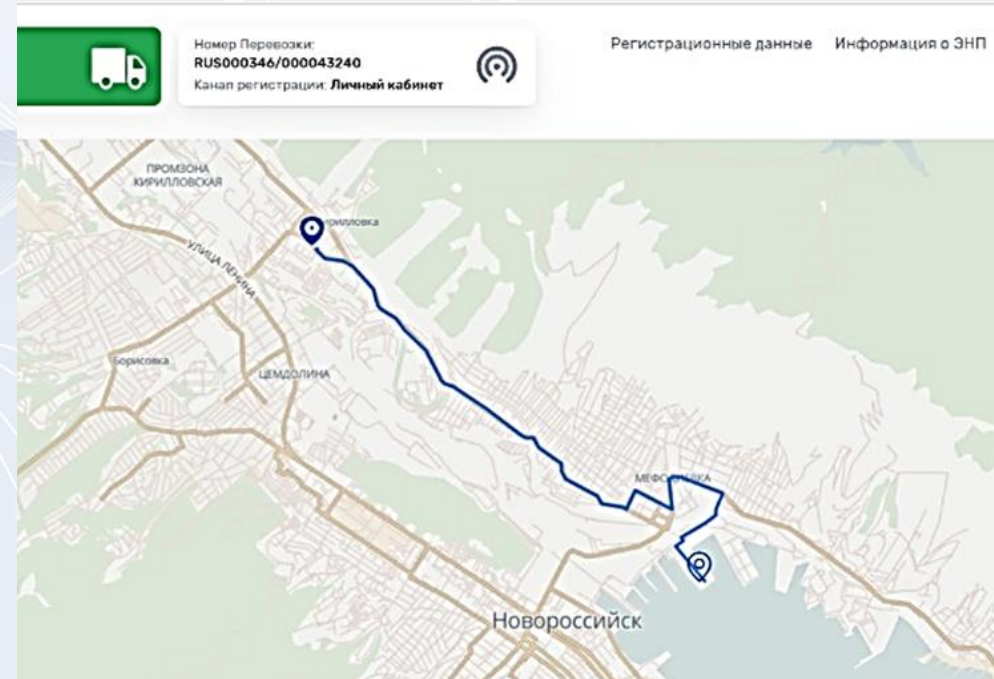 Номер Перевозки:
RUS000346/000043240
Канал регистрации: Личный кабинет
Регистрационные данные Информация о ЭНП
ПРОМЗОНА
КИРИЛЛОВСКАЯ
УЛИЦА ЛЕНИНА
Борисовка
ЦЕМДОЛИНА
Новороссийск